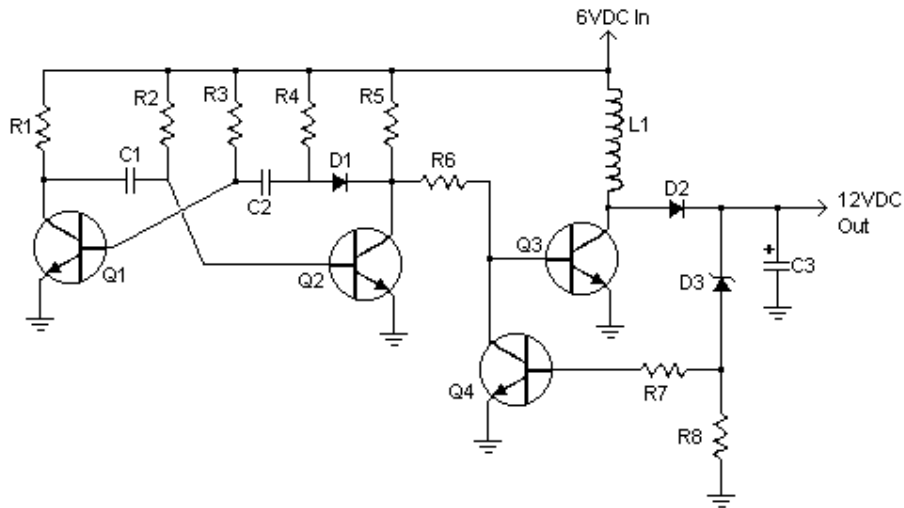 6VDC In
R1
R2
R3
R4
R5
L1
C1
C2
D1
R6
D2
12VDC
Out
Q1
Q2
Q3
D3
+
C3
Q4
R7
R8